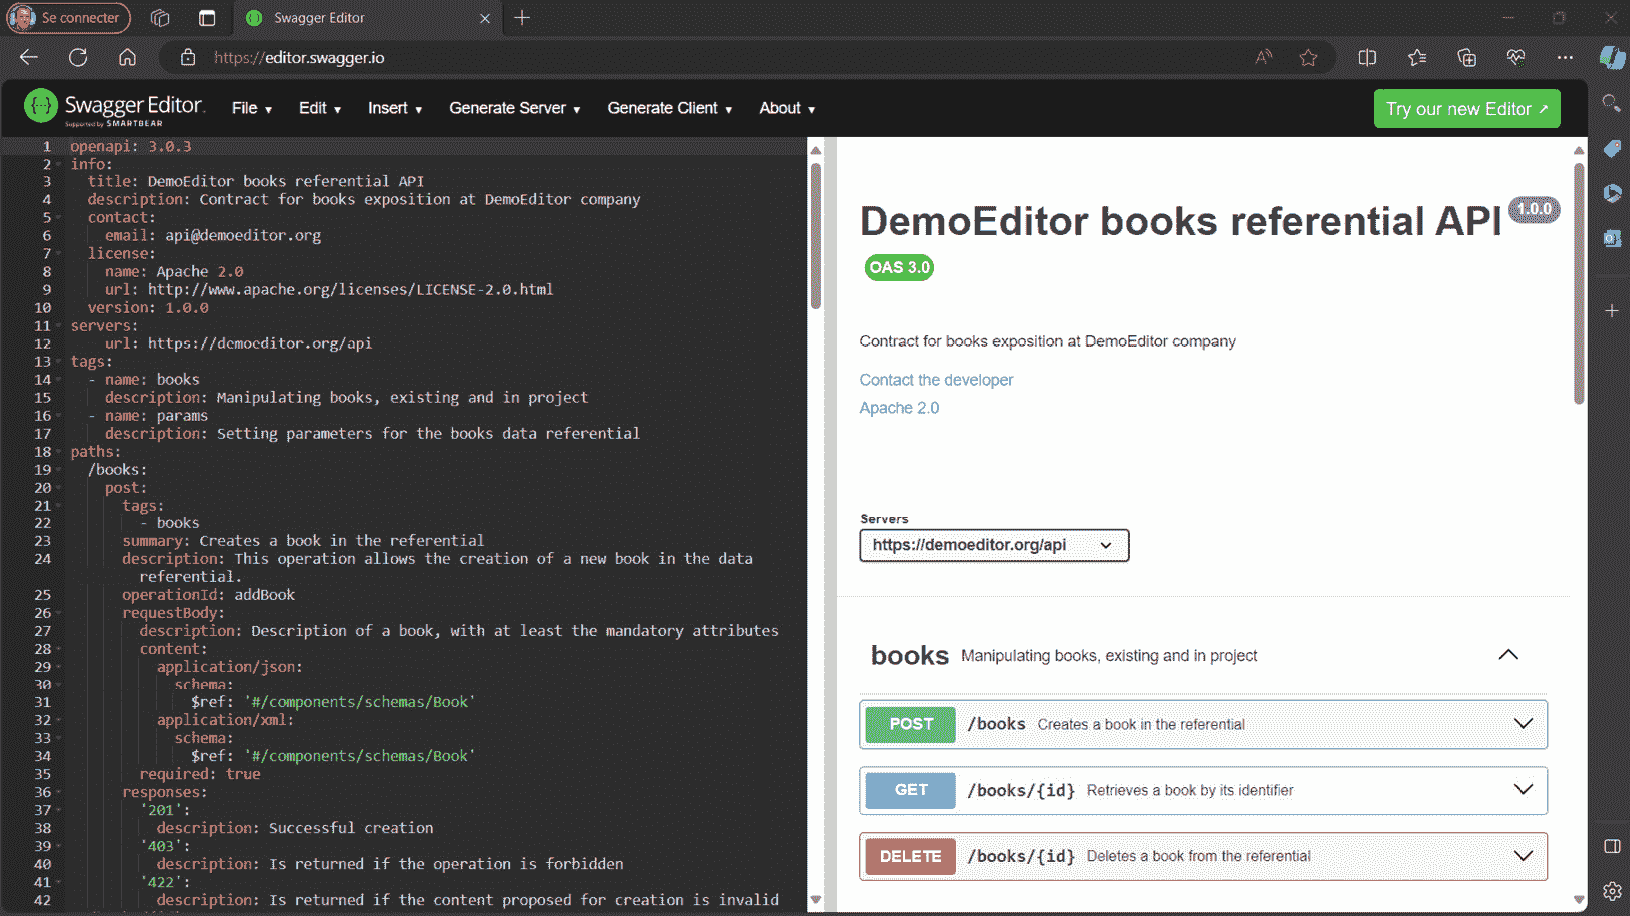 Se connecter
Swagger Editor
https://editor.swagger.io
Swagger Editor.
Supported by SMARTBEAR
File
Edit
Insert
Generate Server
Generate Client
About
Try our new Editor
1 openapi: 3.0.3
2 info:
3 title: DemoEditor books referential API
4 description: Contract for books exposition at DemoEditor company
5 contact:
6 email: api@demoeditor.org
7 license:
8 name: Apache 2.0
9 url: http://www.apache.org/licenses/LICENSE-2.0.html
10 version: 1.0.0
11 servers:
12 url: https://demoeditor.org/api
13 tags:
14 - name: books
15 description: Manipulating books, existing and in project
16 - name: params
17 description: Setting parameters for the books data referential
18 paths:
19 /books:
20 post:
21 tags:
22 - books
23 summary: Creates a book in the referential
24 description: This operation allows the creation of a new book in the data
referential.
25 operationId: addBook
26 requestBody:
27 description: Description of a book, with at least the mandatory attributes
28 content:
29 application/json:
30 schema:
31 $ref: '#/components/schemas/Book'
32 application/xml:
33 schema:
34 $ref: '#/components/schemas/Book'
35 required: true
36 responses:
37 '201':
38 description: Successful creation
39 '403':
40 description: Is returned if the operation is forbidden
41 '422':
42 description: Is returned if the content proposed for creation is invalid
DemoEditor books referential API 1.0.0
OAS 3.0
Contract for books exposition at DemoEditor company
Contact the developer
Apache 2.0
Servers
https://demoeditor.org/api
books Manipulating books, existing and in project
POST /books Creates a book in the referential
GET /books/{id} Retrieves a book by its identifier
DELETE /books/{id} Deletes a book from the referential